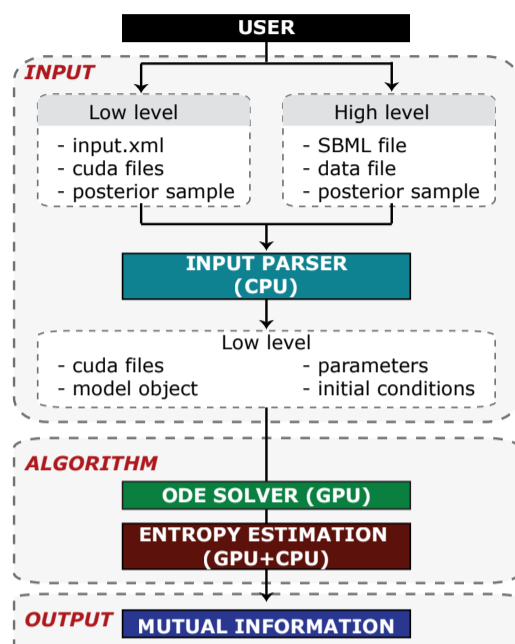 USER
INPUT
Low level
- input.xml
- cuda files
- posterior sample
High level
- SBML file
- data file
- posterior sample
INPUT PARSER
(CPU)
Low level
- cuda files
- model object
- parameters
- initial conditions
ALGORITHM
ODE SOLVER (GPU)
ENTROPY ESTIMATION
(GPU+CPU)
OUTPUT
MUTUAL INFORMATION